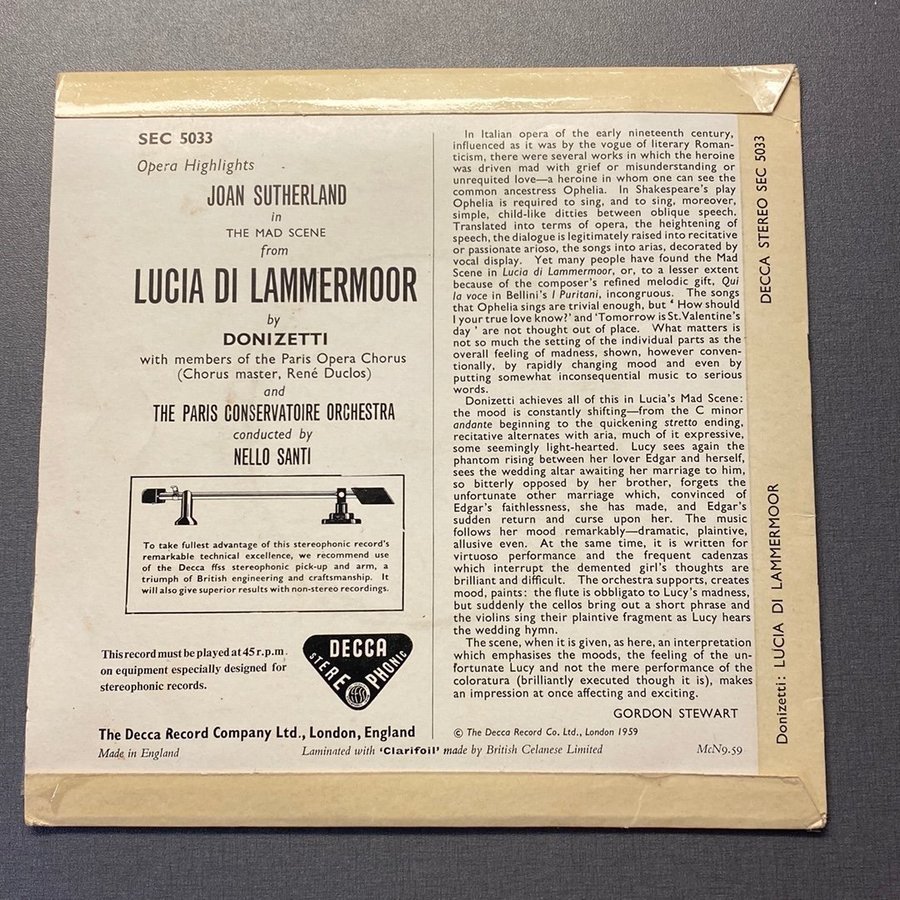 SEC 5033
Opera Highlights
JOAN SUTHERLAND
in
THE MAD SCENE
from
LUCIA DI LAMMERMOOR
by
DONIZETTI
with members of the Paris Opera Chorus
(Chorus master, René Duclos)
and
THE PARIS CONSERVATOIRE ORCHESTRA
conducted by
NELLO SANTI
To take fullest advantage of this stereophonic record's
remarkable technical excellence, we recommend use
of the Decca ffss stereophonic pick-up and arm, a
triumph of British engineering and craftsmanship. It
will also give superior results with non-stereo recordings.
This record must be played at 45 r.p.m
on equipment especially designed for
stereophonic records.
DECCA
STEREOPHONIC
The Decca Record Company Ltd., London, England
Made in England
Laminated with 'Clarifoil' made by British Celanese Limited
In Italian opera of the early nineteenth century,
influenced as it was by the vogue of literary Roman-
ticism, there were several works in which the heroine
was driven mad with grief or misunderstanding or
unrequited love—a heroine in whom one can see the
common ancestress Ophelia. In Shakespeare's play
Ophelia is required to sing, and to sing, moreover,
simple, child-like ditties between oblique speech.
Translated into terms of opera, the heightening of
speech, the dialogue is legitimately raised into recitative
or passionate arioso, the songs into arias, decorated by
vocal display. Yet many people have found the Mad
Scene in Lucia di Lammermoor, or, to a lesser extent
because of the composer's refined melodic gift, Qui
la voce in Bellini's I Puritani, incongruous. The songs
that Ophelia sings are trivial enough, but ' How should
I your true love know?' and 'Tomorrow is St. Valentine's
day ' are not thought out of place. What matters is
not so much the setting of the individual parts as the
overall feeling of madness, shown, however conven-
tionally, by rapidly changing mood and even by
putting somewhat inconsequential music to serious
words.
Donizetti achieves all of this in Lucia's Mad Scene:
the mood is constantly shifting—from the C minor
andante beginning to the quickening stretto ending,
recitative alternates with aria, much of it expressive,
some seemingly light-hearted. Lucy sees again the
phantom rising between her lover Edgar and herself,
sees the wedding altar awaiting her marriage to him,
so bitterly opposed by her brother, forgets the
unfortunate other marriage which, convinced of
Edgar's faithlessness, she has made, and Edgar's
sudden return and curse upon her. The music
follows her mood remarkably—dramatic, plaintive,
allusive even. At the same time, it is written for
virtuoso performance and the frequent cadenzas
which interrupt the demented girl's thoughts are
brilliant and difficult. The orchestra supports, creates
mood, paints: the flute is obbligato to Lucy's madness,
but suddenly the cellos bring out a short phrase and
the violins sing their plaintive fragment as Lucy hears
the wedding hymn.
The scene, when it is given, as here, an interpretation
which emphasises the moods, the feeling of the un-
fortunate Lucy and not the mere performance of the
coloratura (brilliantly executed though it is), makes
an impression at once affecting and exciting.
GORDON STEWART
© The Decca Record Co. Ltd., London 1959
McN9.59
DECCA STEREO SEC 5033
Donizetti: LUCIA DI LAMMERMOOR